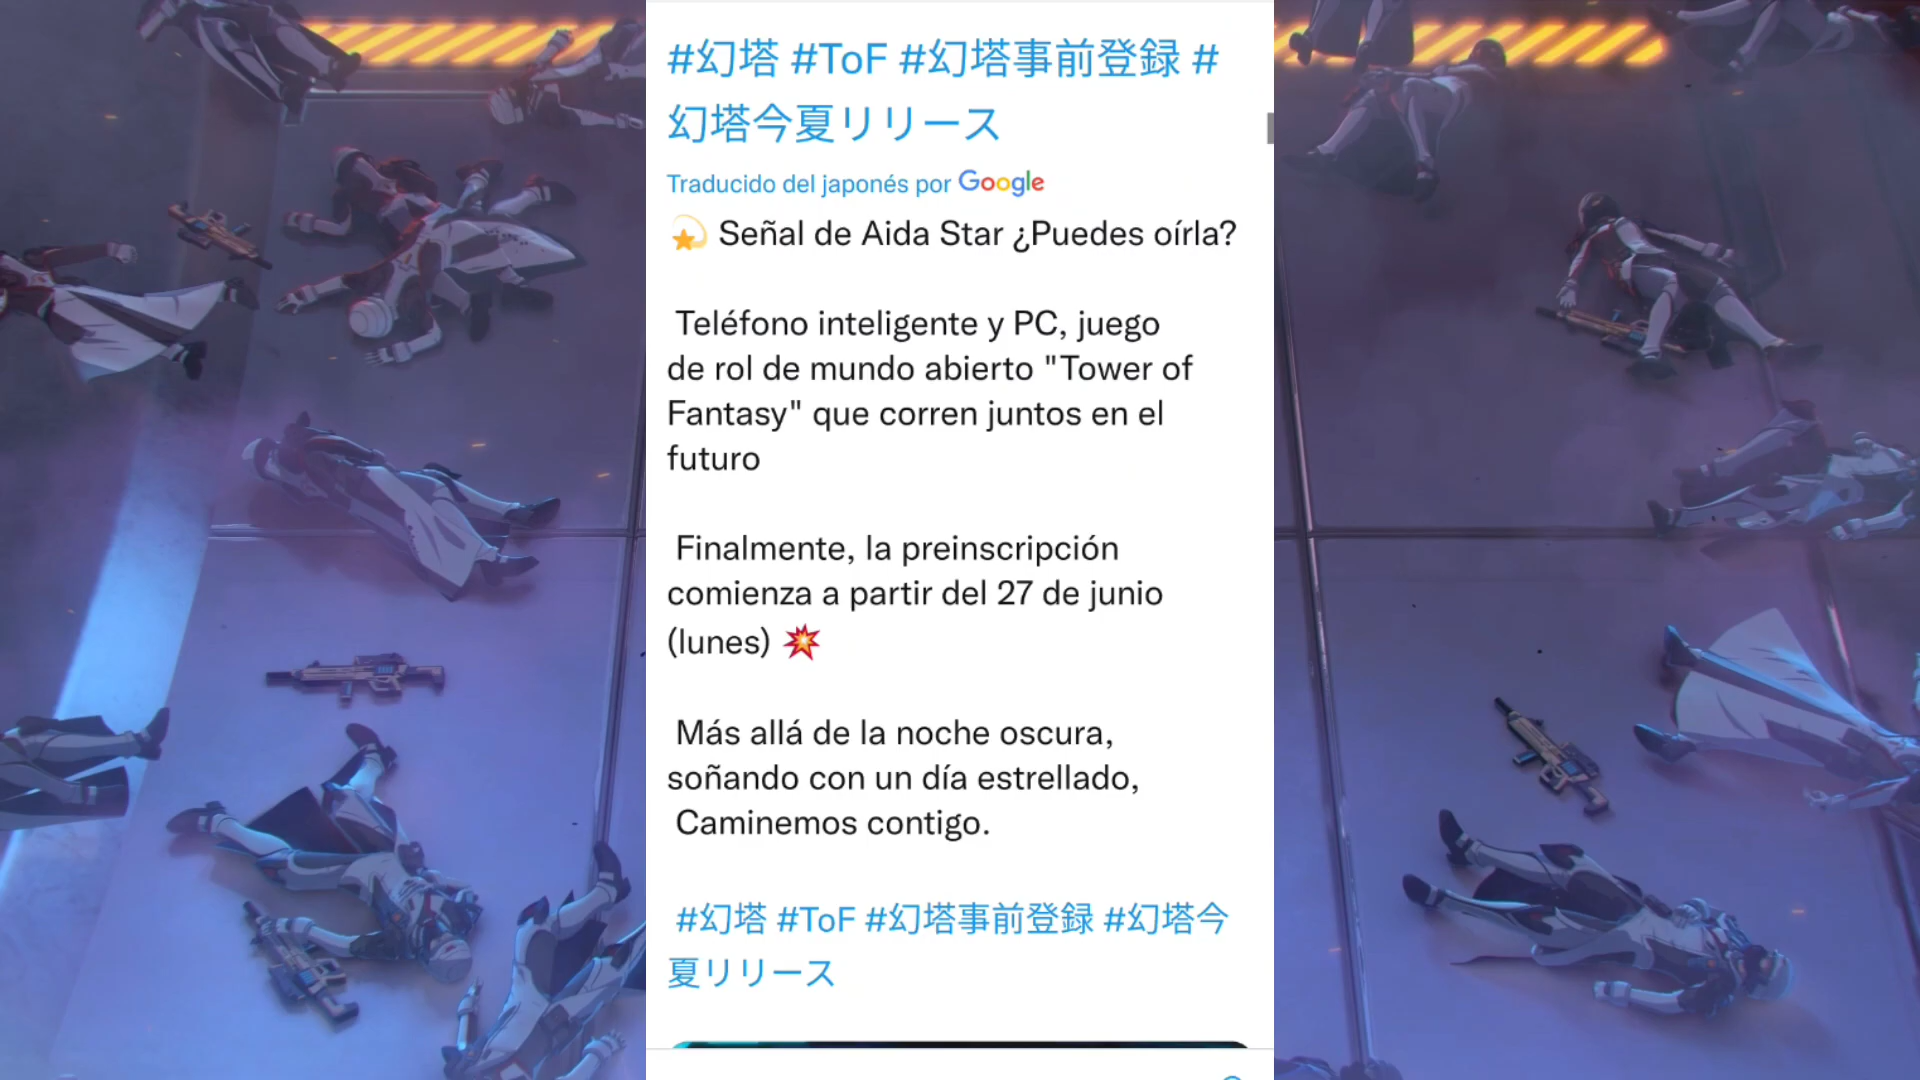 #幻塔 #ToF #幻塔事前登録 #
幻塔今夏リリース
Traducido del japonés por Google
Señal de Aida Star ¿Puedes oírla?
Teléfono inteligente y PC, juego
de rol de mundo abierto "Tower of
Fantasy" que corren juntos en el
futuro
Finalmente, la preinscripción
comienza a partir del 27 de junio
(lunes)
Más allá de la noche oscura,
soñando con un día estrellado,
Caminemos contigo.
#幻塔 #ToF #幻塔事前登録 #幻塔今
夏リリース